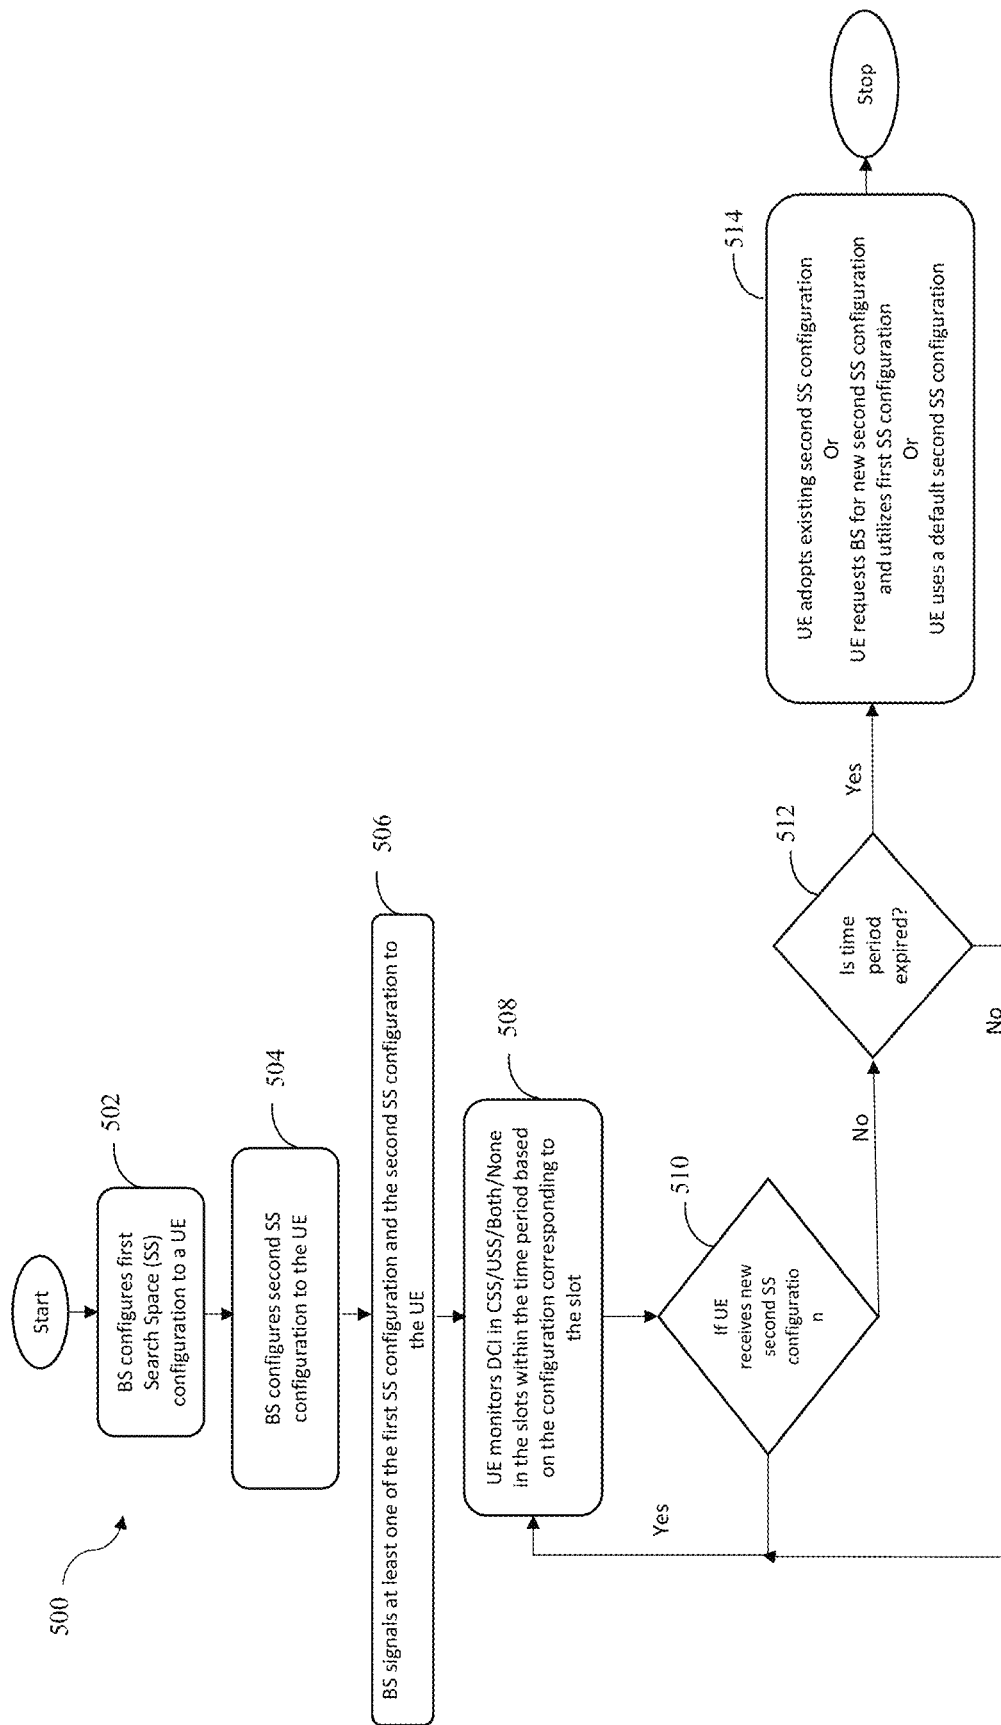 500
Start
502
BS configures first
Search Space (SS)
configuration to a UE
504
BS configures second SS
configuration to the UE
506
BS signals at least one of the first SS configuration and the second SS configuration to
the UE
508
UE monitors DCI in CSS/USS/Both/None
in the slots within the time period based
on the configuration corresponding to
the slot
510
If UE
receives new
second SS
configuratio
n
Yes
No
512
Is time
period
expired?
No
Yes
514
UE adopts existing second SS configuration
Or
UE requests BS for new second SS configuration
and utilizes first SS configuration
Or
UE uses a default second SS configuration
Stop